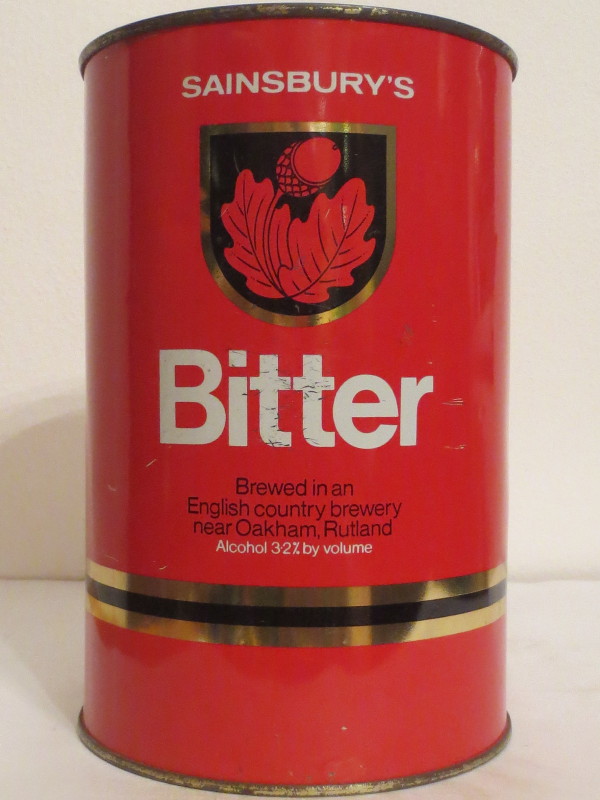 SAINSBURY'S
Bitter
Brewed in an
English country brewery
near Oakham, Rutland
Alcohol 3·2% by volume